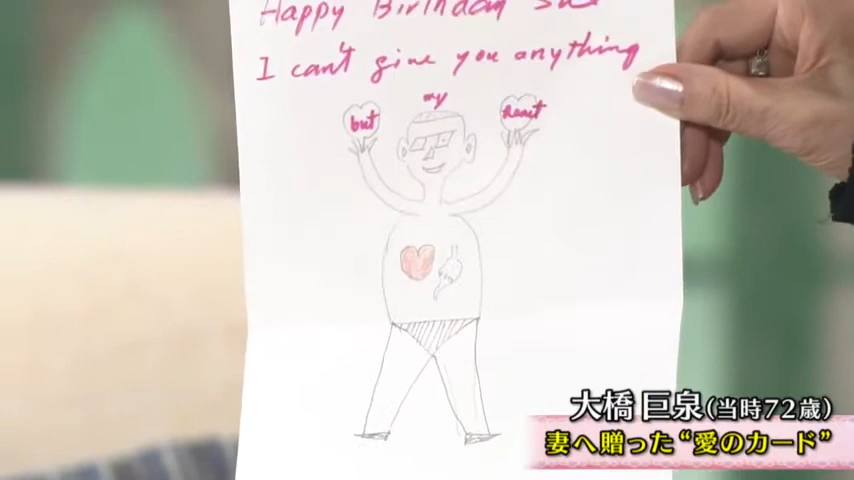 Happy Birthday
I can't give you anything
but my heart
大橋巨泉(当時72歳)
妻へ贈った“愛のカード”